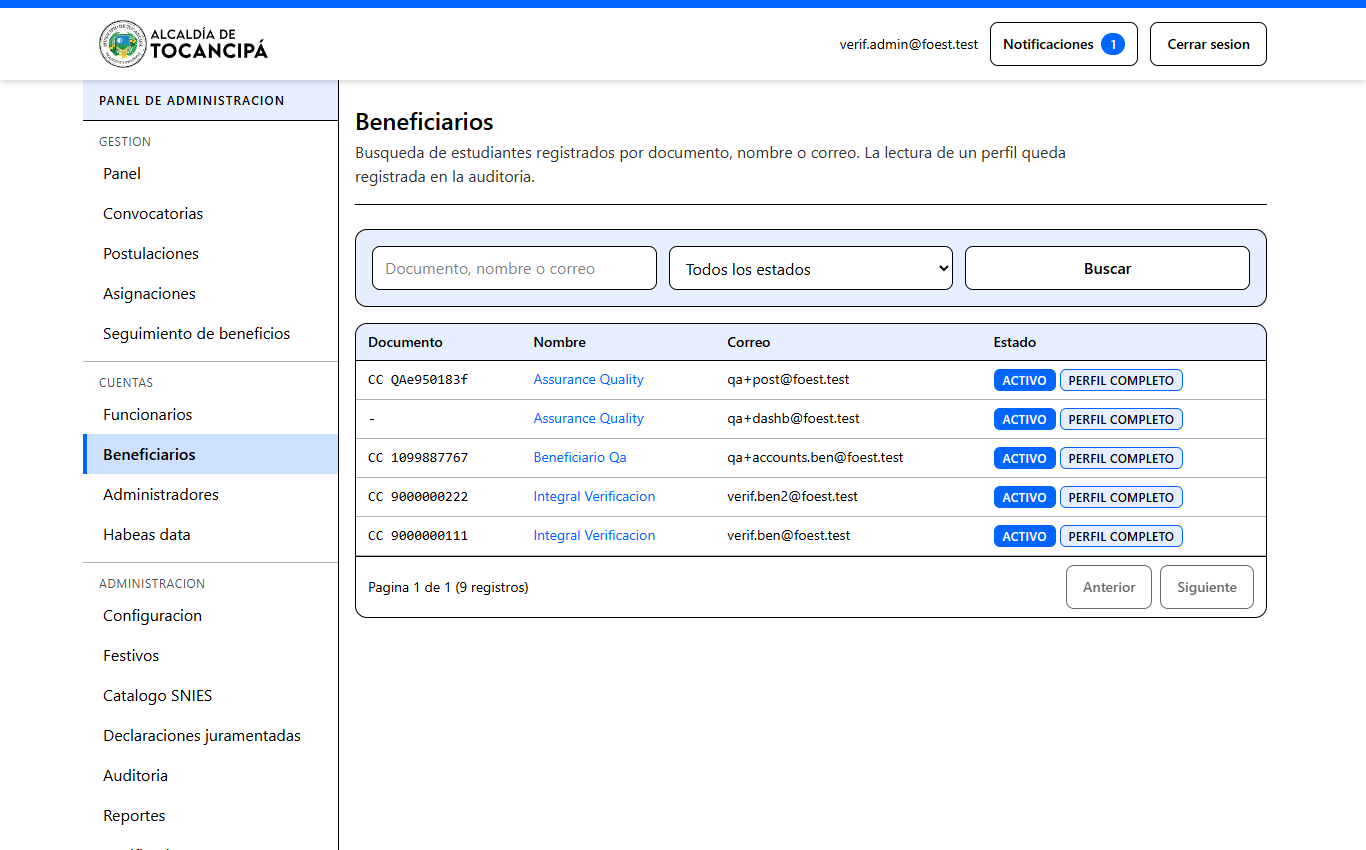 ALCALDÍA DE
TOCANCIPÁ
verif.admin@foest.test
Notificaciones 1
Cerrar sesion
PANEL DE ADMINISTRACION
GESTION
Panel
Convocatorias
Postulaciones
Asignaciones
Seguimiento de beneficios
CUENTAS
Funcionarios
Beneficiarios
Administradores
Habeas data
ADMINISTRACION
Configuracion
Festivos
Catalogo SNIES
Declaraciones juramentadas
Auditoria
Reportes
Beneficiarios
Busqueda de estudiantes registrados por documento, nombre o correo. La lectura de un perfil queda
registrada en la auditoria.
Documento, nombre o correo
Todos los estados
Buscar
Documento Nombre Correo Estado
CC QAe950183f Assurance Quality qa+post@foest.test ACTIVO PERFIL COMPLETO
- Assurance Quality qa+dashb@foest.test ACTIVO PERFIL COMPLETO
CC 1099887767 Beneficiario Qa qa+accounts.ben@foest.test ACTIVO PERFIL COMPLETO
CC 9000000222 Integral Verificacion verif.ben2@foest.test ACTIVO PERFIL COMPLETO
CC 9000000111 Integral Verificacion verif.ben@foest.test ACTIVO PERFIL COMPLETO
Pagina 1 de 1 (9 registros)
Anterior
Siguiente